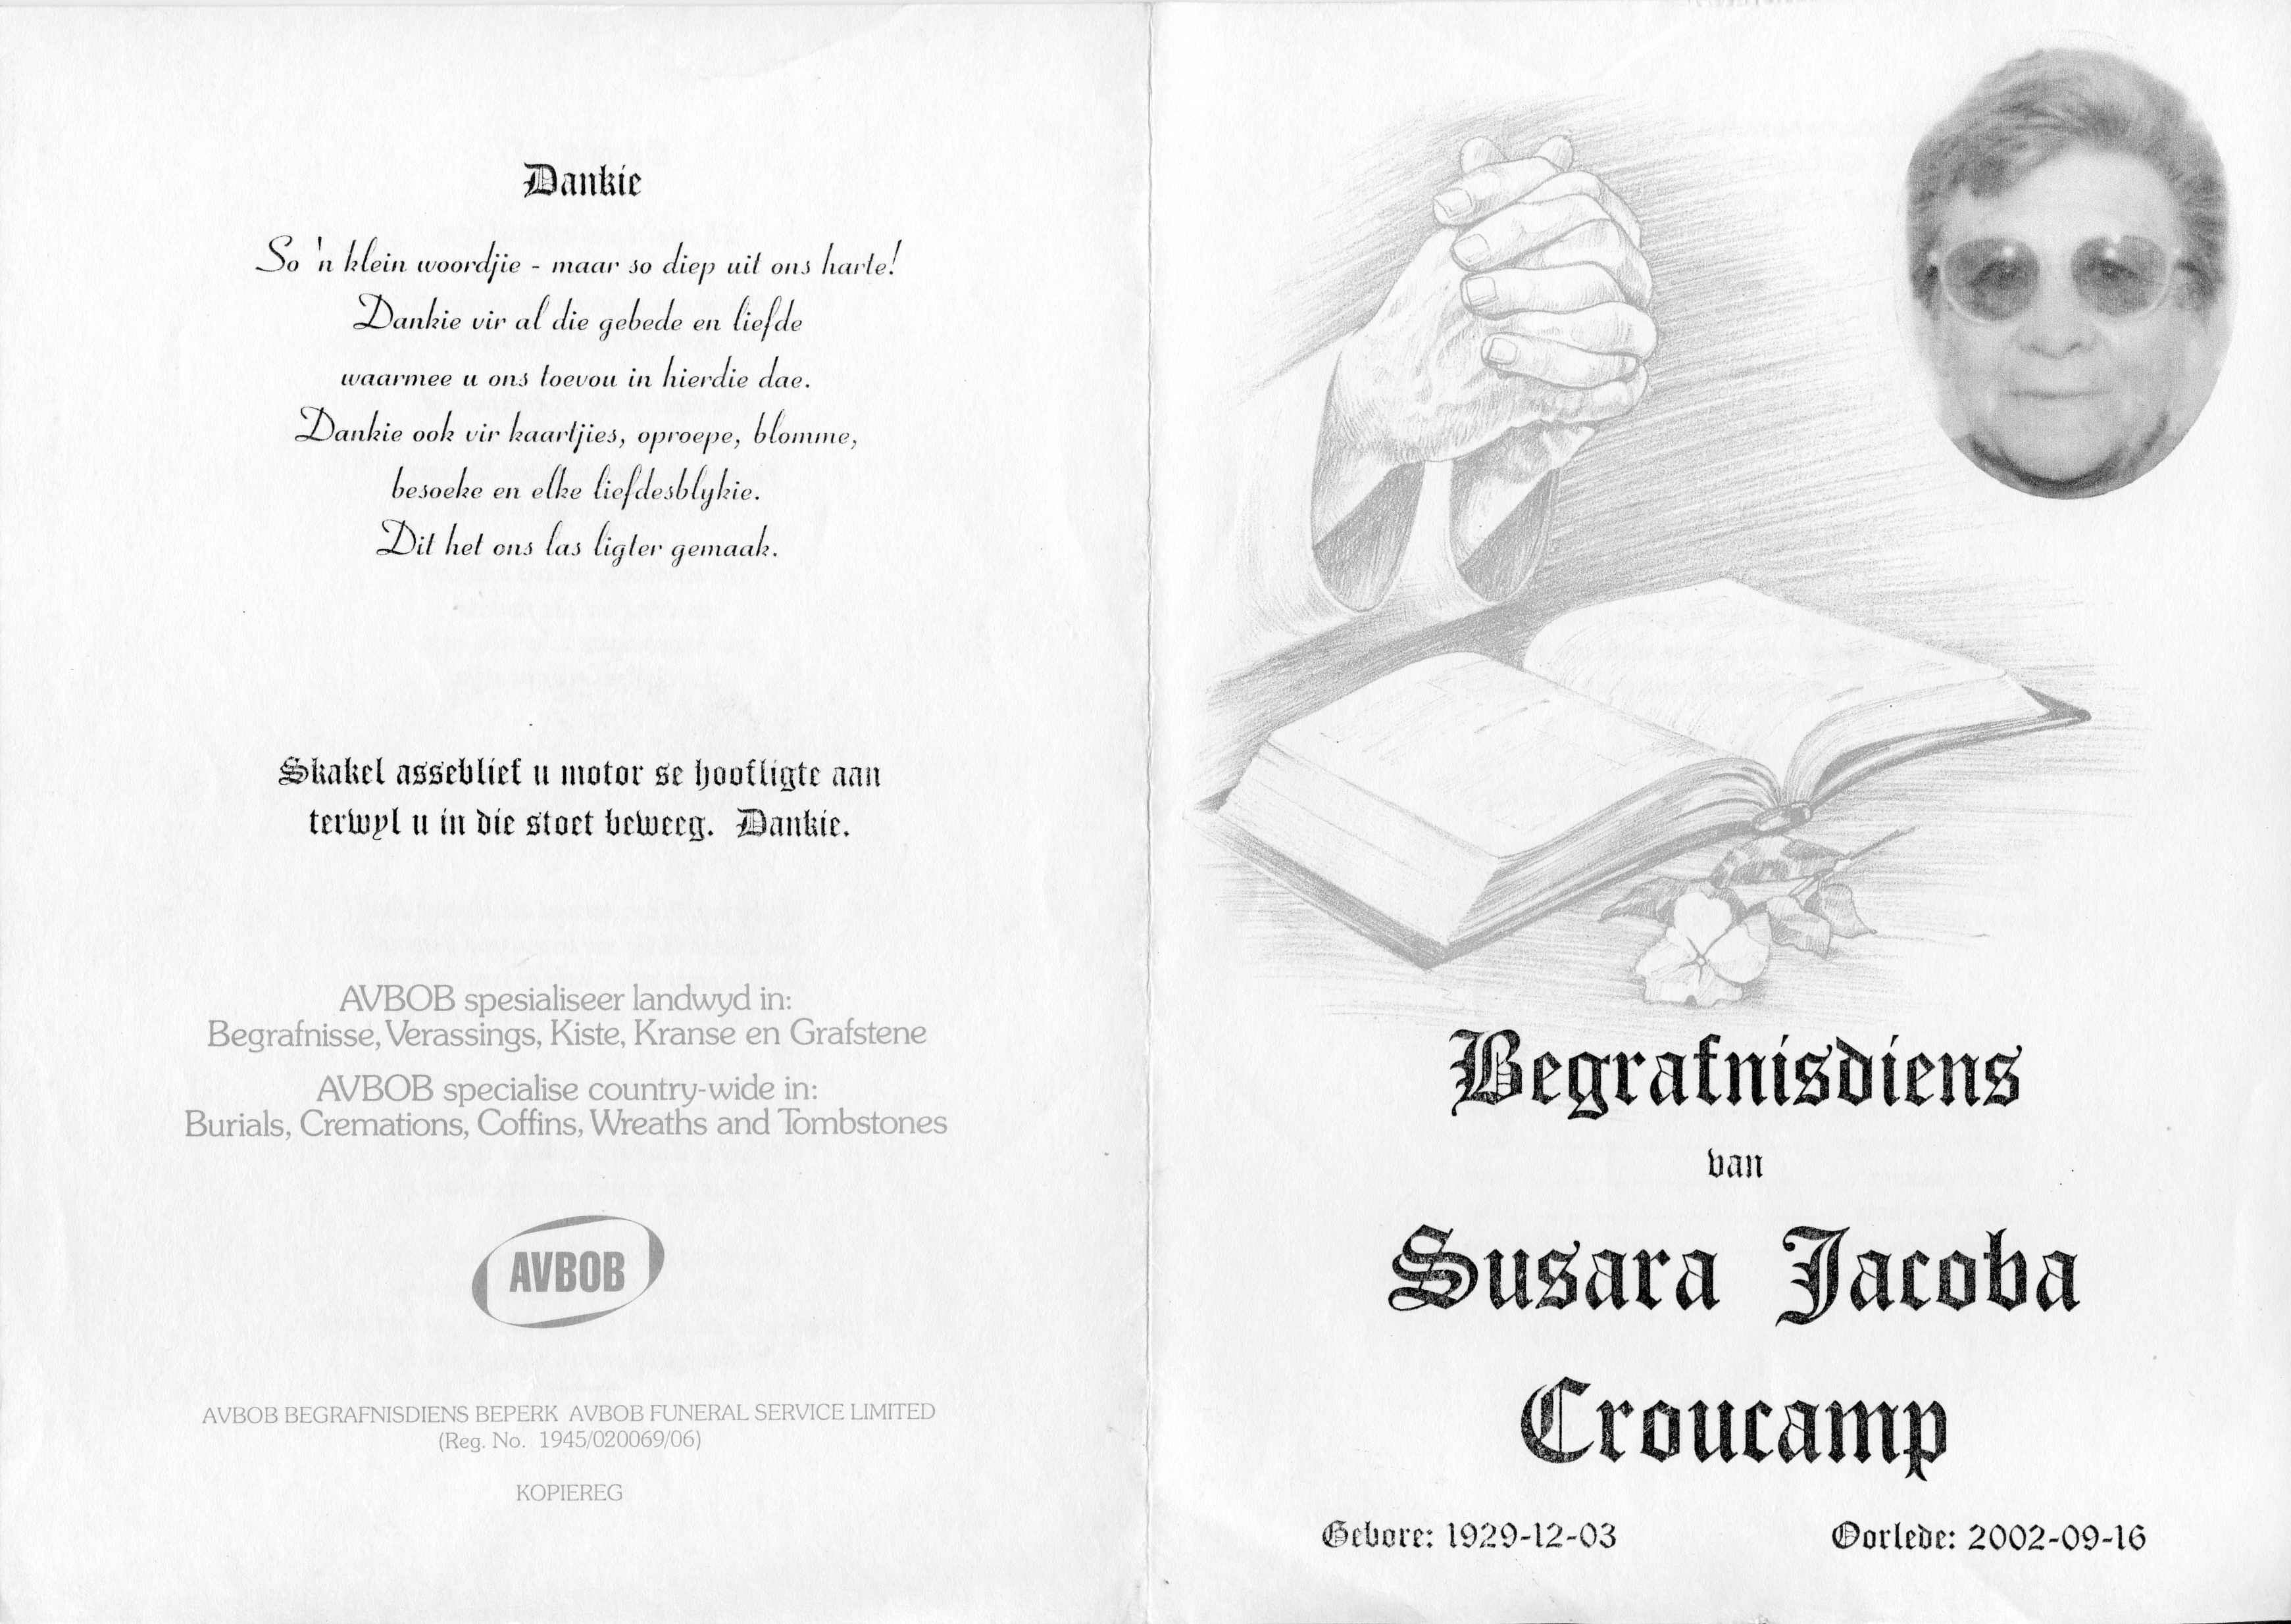 Dankie
So 'n klein woordjie - maar so diep uit ons harte!
Dankie vir al die gebede en liefde
waarmee u ons toevou in hierdie dae.
Dankie ook vir kaartjies, oproepe, blomme,
besoeke en elke liefdesblykie.
Dit het ons las ligter gemaak.
Skakel asseblief u motor se hoofligte aan
terwyl u in die stoet beweeg. Dankie.
AVBOB spesialiseer landwyd in:
Begrafnisse, Verassings, Kiste, Kranse en Grafstene
AVBOB specialise country-wide in:
Burials, Cremations, Coffins, Wreaths and Tombstones
AVBOB
AVBOB BEGRAFNISDIENS BEPERK AVBOB FUNERAL SERVICE LIMITED
(Reg. No. 1945/020069/06)
KOPIEREG
Begrafnisdiens
van
Susara Jacoba
Croucamp
Gebore: 1929-12-03
Oorlede: 2002-09-16